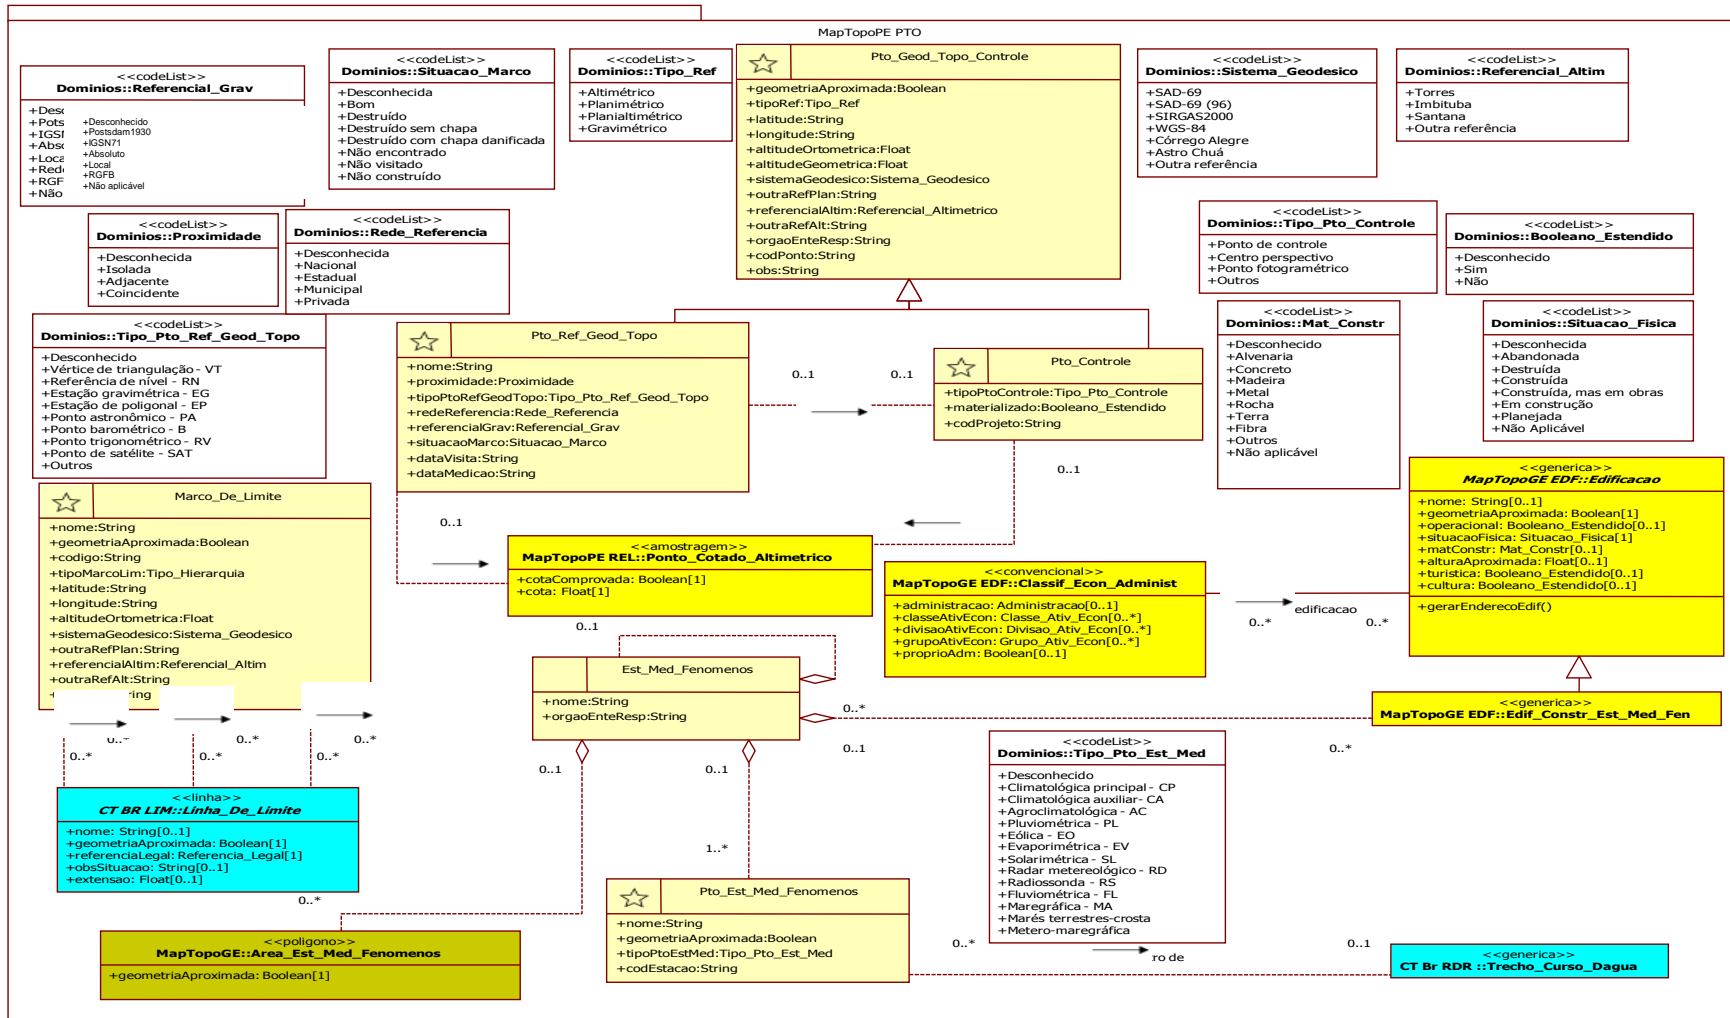 MapTopoPE PTO
<<codeList>>
Dominios::Referencial_Grav
+Desc
+Pots
+IGSN
+Abso
+Loca
+Rede
+RGF
+Não
+Desconhecido
+Postsdam1930
+IGSN71
+Absoluto
+Local
+RGFB
+Não aplicável
<<codeList>>
Dominios::Situacao_Marco
+Desconhecida
+Bom
+Destruído
+Destruído sem chapa
+Destruído com chapa danificada
+Não encontrado
+Não visitado
+Não construído
<<codeList>>
Dominios::Tipo_Ref
+Altimétrico
+Planimétrico
+Planialtimétrico
+Gravimétrico
Pto_Geod_Topo_Controle
+geometriaAproximada:Boolean
+tipoRef:Tipo_Ref
+latitude:String
+longitude:String
+altitudeOrtometrica:Float
+altitudeGeometrica:Float
+sistemaGeodesico:Sistema_Geodesico
+outraRefPlan:String
+referencialAltim:Referencial_Altimetrico
+outraRefAlt:String
+orgaoEnteResp:String
+codPonto:String
+obs:String
<<codeList>>
Dominios::Sistema_Geodesico
+SAD-69
+SAD-69 (96)
+SIRGAS2000
+WGS-84
+Córrego Alegre
+Astro Chuá
+Outra referência
<<codeList>>
Dominios::Referencial_Altim
+Torres
+Imbituba
+Santana
+Outra referência
<<codeList>>
Dominios::Proximidade
+Desconhecida
+Isolada
+Adjacente
+Coincidente
<<codeList>>
Dominios::Rede_Referencia
+Desconhecida
+Nacional
+Estadual
+Municipal
+Privada
<<codeList>>
Dominios::Tipo_Pto_Controle
+Ponto de controle
+Centro perspectivo
+Ponto fotogramétrico
+Outros
<<codeList>>
Dominios::Booleano_Estendido
+Desconhecido
+Sim
+Não
<<codeList>>
Dominios::Tipo_Pto_Ref_Geod_Topo
+Desconhecido
+Vértice de triangulação - VT
+Referência de nível - RN
+Estação gravimétrica - EG
+Estação de poligonal - EP
+Ponto astronômico - PA
+Ponto barométrico - B
+Ponto trigonométrico - RV
+Ponto de satélite - SAT
+Outros
Pto_Ref_Geod_Topo
+nome:String
+proximidade:Proximidade
+tipoPtoRefGeodTopo:Tipo_Pto_Ref_Geod_Topo
+redeReferencia:Rede_Referencia
+referencialGrav:Referencial_Grav
+situacaoMarco:Situacao_Marco
+dataVisita:String
+dataMedicao:String
0..1
0..1
Pto_Controle
+tipoPtoControle:Tipo_Pto_Controle
+materializado:Booleano_Estendido
+codProjeto:String
0..1
<<codeList>>
Dominios::Mat_Constr
+Desconhecido
+Alvenaria
+Concreto
+Madeira
+Metal
+Rocha
+Terra
+Fibra
+Outros
+Não aplicável
<<codeList>>
Dominios::Situacao_Fisica
+Desconhecida
+Abandonada
+Destruída
+Construída
+Construída, mas em obras
+Em construção
+Planejada
+Não Aplicável
Marco_De_Limite
+nome:String
+geometriaAproximada:Boolean
+codigo:String
+tipoMarcoLim:Tipo_Hierarquia
+latitude:String
+longitude:String
+altitudeOrtometrica:Float
+sistemaGeodesico:Sistema_Geodesico
+outraRefPlan:String
+referencialAltim:Referencial_Altim
+outraRefAlt:String
ring
0..1
<<amostragem>>
MapTopoPE REL::Ponto_Cotado_Altimetrico
+cotaComprovada: Boolean[1]
+cota: Float[1]
0..1
<<convencional>>
MapTopoGE EDF::Classif_Econ_Administ
+administracao: Administracao[0..1]
+classeAtivEcon: Classe_Ativ_Econ[0..*]
+divisaoAtivEcon: Divisao_Ativ_Econ[0..*]
+grupoAtivEcon: Grupo_Ativ_Econ[0..*]
+proprioAdm: Boolean[0..1]
edificacao
0..*
0..*
<<generica>>
MapTopoGE EDF::Edificacao
+nome: String[0..1]
+geometriaAproximada: Boolean[1]
+operacional: Booleano_Estendido[0..1]
+situacaoFisica: Situacao_Fisica[1]
+matConstr: Mat_Constr[0..1]
+alturaAproximada: Float[0..1]
+turistica: Booleano_Estendido[0..1]
+cultura: Booleano_Estendido[0..1]
+gerarEnderecoEdif()
<<generica>>
MapTopoGE EDF::Edif_Constr_Est_Med_Fen
Est_Med_Fenomenos
+nome:String
+orgaoEnteResp:String
0..*
0..1
0..*
0..1
0..1
1..*
0..*
0..*
0..*
0..*
0..*
0..*
<<linha>>
CT BR LIM::Linha_De_Limite
+nome: String[0..1]
+geometriaAproximada: Boolean[1]
+referenciaLegal: Referencia_Legal[1]
+obsSituacao: String[0..1]
+extensao: Float[0..1]
0..*
<<poligono>>
MapTopoGE::Area_Est_Med_Fenomenos
+geometriaAproximada: Boolean[1]
Pto_Est_Med_Fenomenos
+nome:String
+geometriaAproximada:Boolean
+tipoPtoEstMed:Tipo_Pto_Est_Med
+codEstacao:String
<<codeList>>
Dominios::Tipo_Pto_Est_Med
+Desconhecido
+Climatológica principal - CP
+Climatológica auxiliar- CA
+Agroclimatológica - AC
+Pluviométrica - PL
+Eólica - EO
+Evaporimétrica - EV
+Solarimétrica - SL
+Radar metereológico - RD
+Radiossonda - RS
+Fluviométrica - FL
+Maregráfica - MA
+Marés terrestres-crosta
+Metero-maregráfica
0..*
ro de
0..1
<<generica>>
CT Br RDR ::Trecho_Curso_Dagua